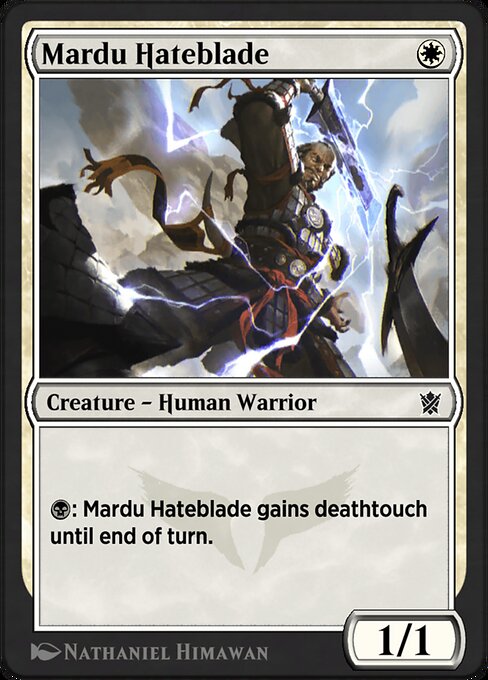 Mardu Hateblade
Creature – Human Warrior
: Mardu Hateblade gains deathtouch
until end of turn.
1/1
Nathaniel Himawan